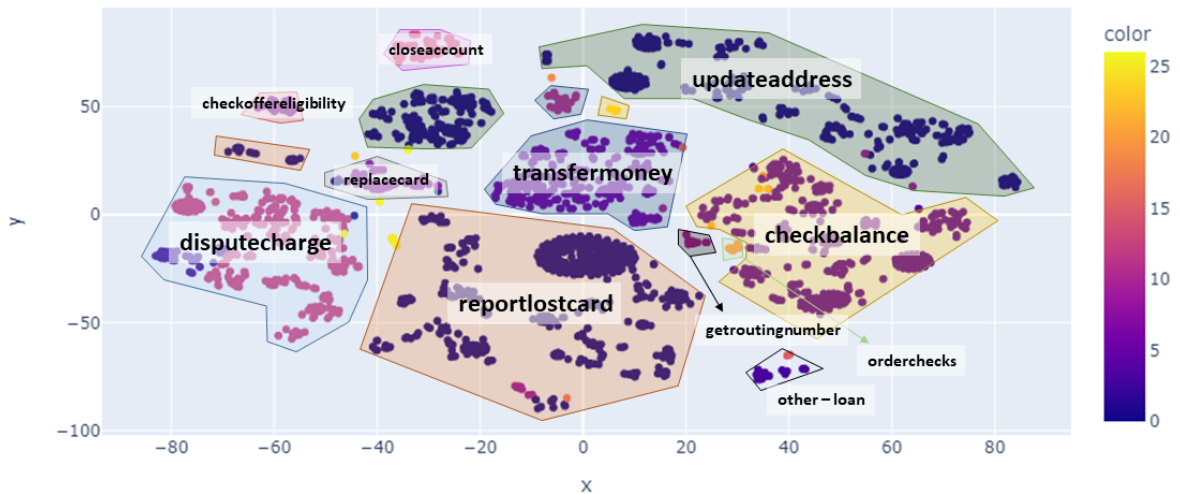 color
closeaccount
updateaddress
checkoffereligibility
replacecard
transfermoney
disputecharge
checkbalance
reportlostcard
getroutingnumber
orderchecks
other – loan
50
0
−50
−100
y
−80
−60
−40
−20
0
20
40
60
80
x
25
20
15
10
5
0